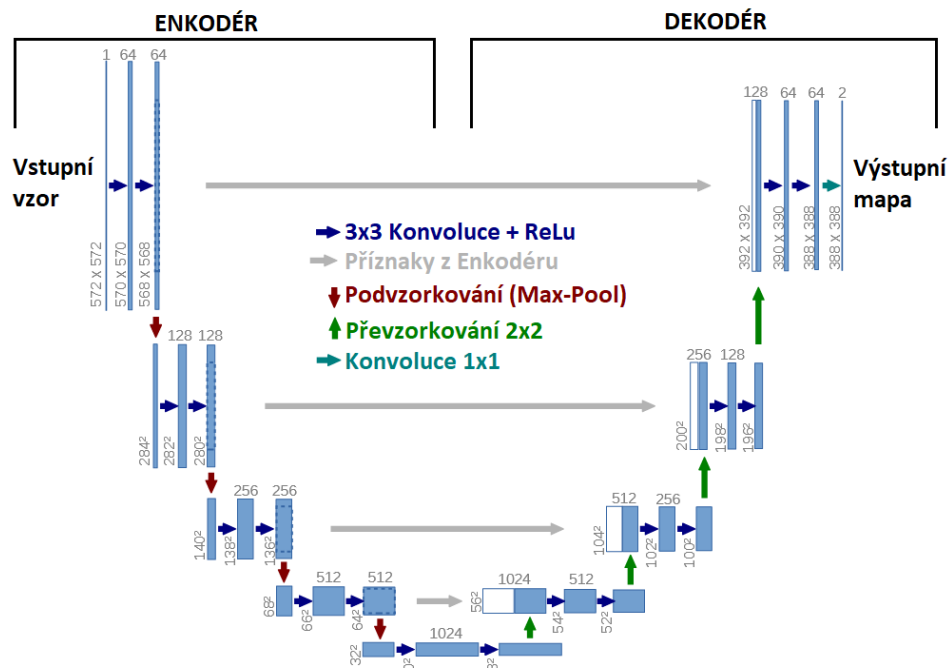 ENKODÉR
DEKODÉR
1 64 64
128 64 64 2
Vstupní
vzor
Výstupní
mapa
572 x 572
570 x 570
568 x 568
392 x 392
390 x 390
388 x 388
388 x 388
3x3 Konvoluce + ReLu
Příznaky z Enkodéru
Podvzorkování (Max-Pool)
Převzorkování 2x2
Konvoluce 1x1
128 128
256 128
284²
282²
280²
200²
198²
196²
256 256
512 256
140²
138²
136²
104²
102²
100²
512 512
1024 512
68²
66²
64²
56²
54²
52²
1024
32²